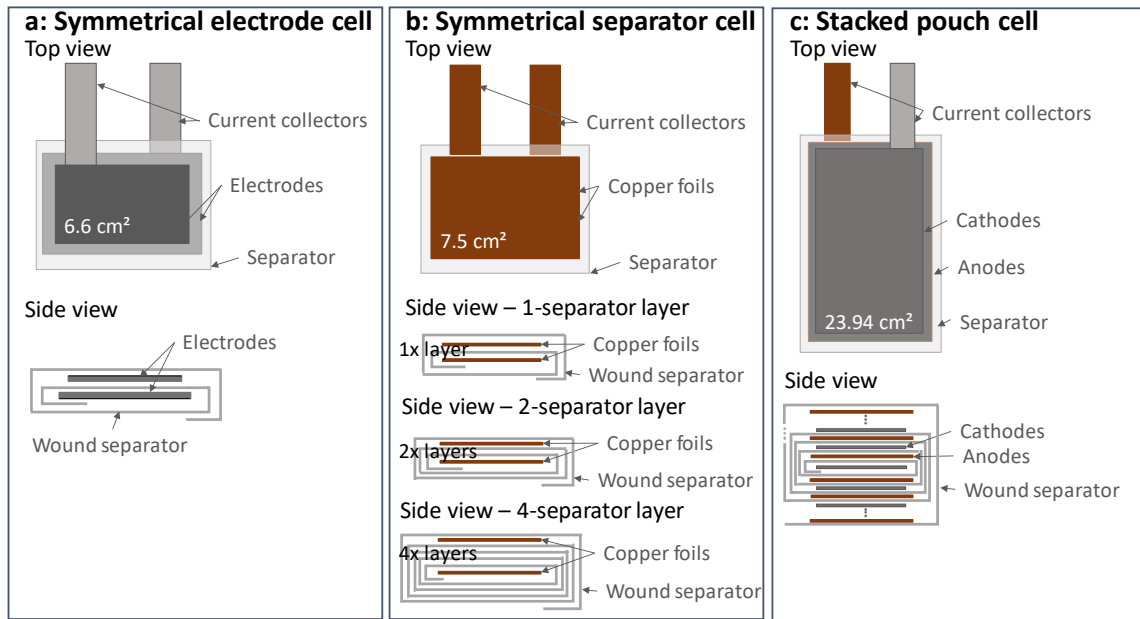 a: Symmetrical electrode cell
Top view
Current collectors
Electrodes
6.6 cm²
Separator
Side view
Electrodes
Wound separator
b: Symmetrical separator cell
Top view
Current collectors
Copper foils
7.5 cm²
Separator
Side view – 1-separator layer
1x layer
Copper foils
Wound separator
Side view – 2-separator layer
2x layers
Copper foils
Wound separator
Side view – 4-separator layer
4x layers
Copper foils
Wound separator
c: Stacked pouch cell
Top view
Current collectors
Cathodes
Anodes
23.94 cm²
Separator
Side view
Cathodes
Anodes
Wound separator